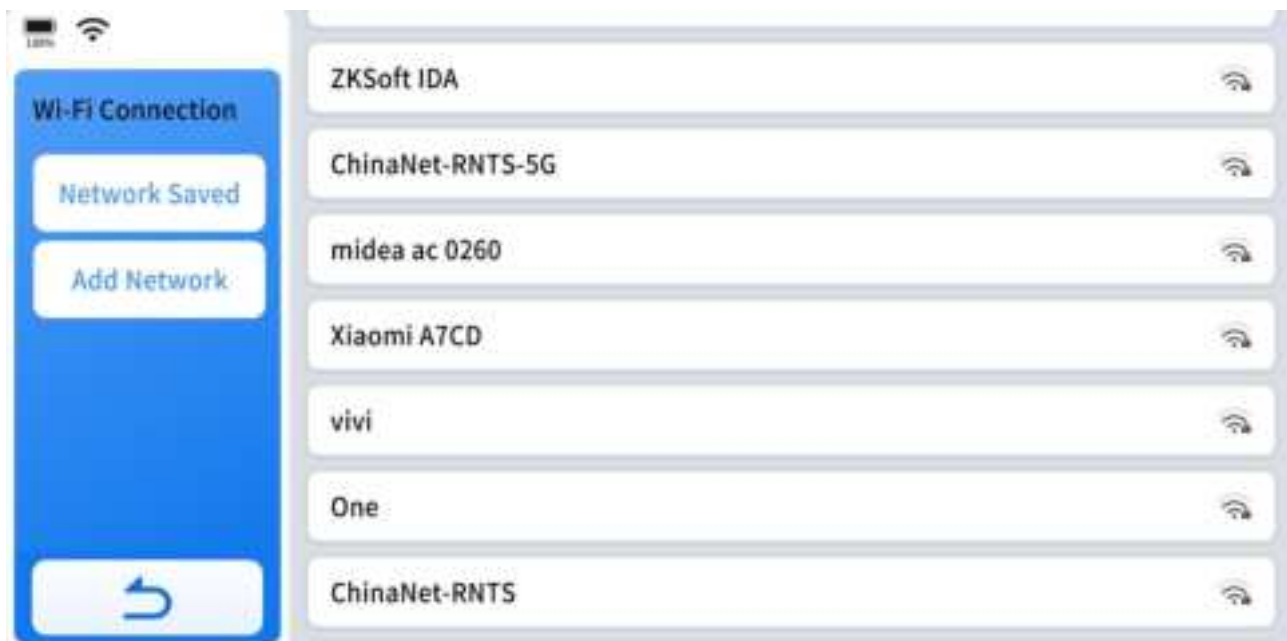 100%
Wi-Fi Connection
Network Saved
Add Network
ZKSoft IDA
ChinaNet-RNTS-5G
midea ac 0260
Xiaomi A7CD
vivi
One
ChinaNet-RNTS